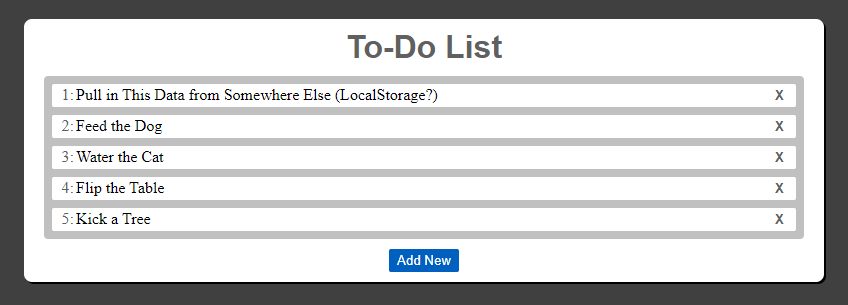 To-Do List
1: Pull in This Data from Somewhere Else (LocalStorage?) X
2: Feed the Dog X
3: Water the Cat X
4: Flip the Table X
5: Kick a Tree X
Add New